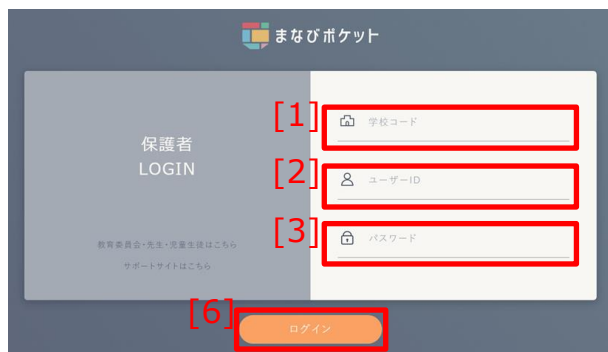 まなびポケット
[1]
学校コード
保護者
LOGIN
[2]
ユーザーID
[3]
パスワード
教育委員会・先生・児童生徒はこちら
サポートサイトはこちら
[6]
ログイン